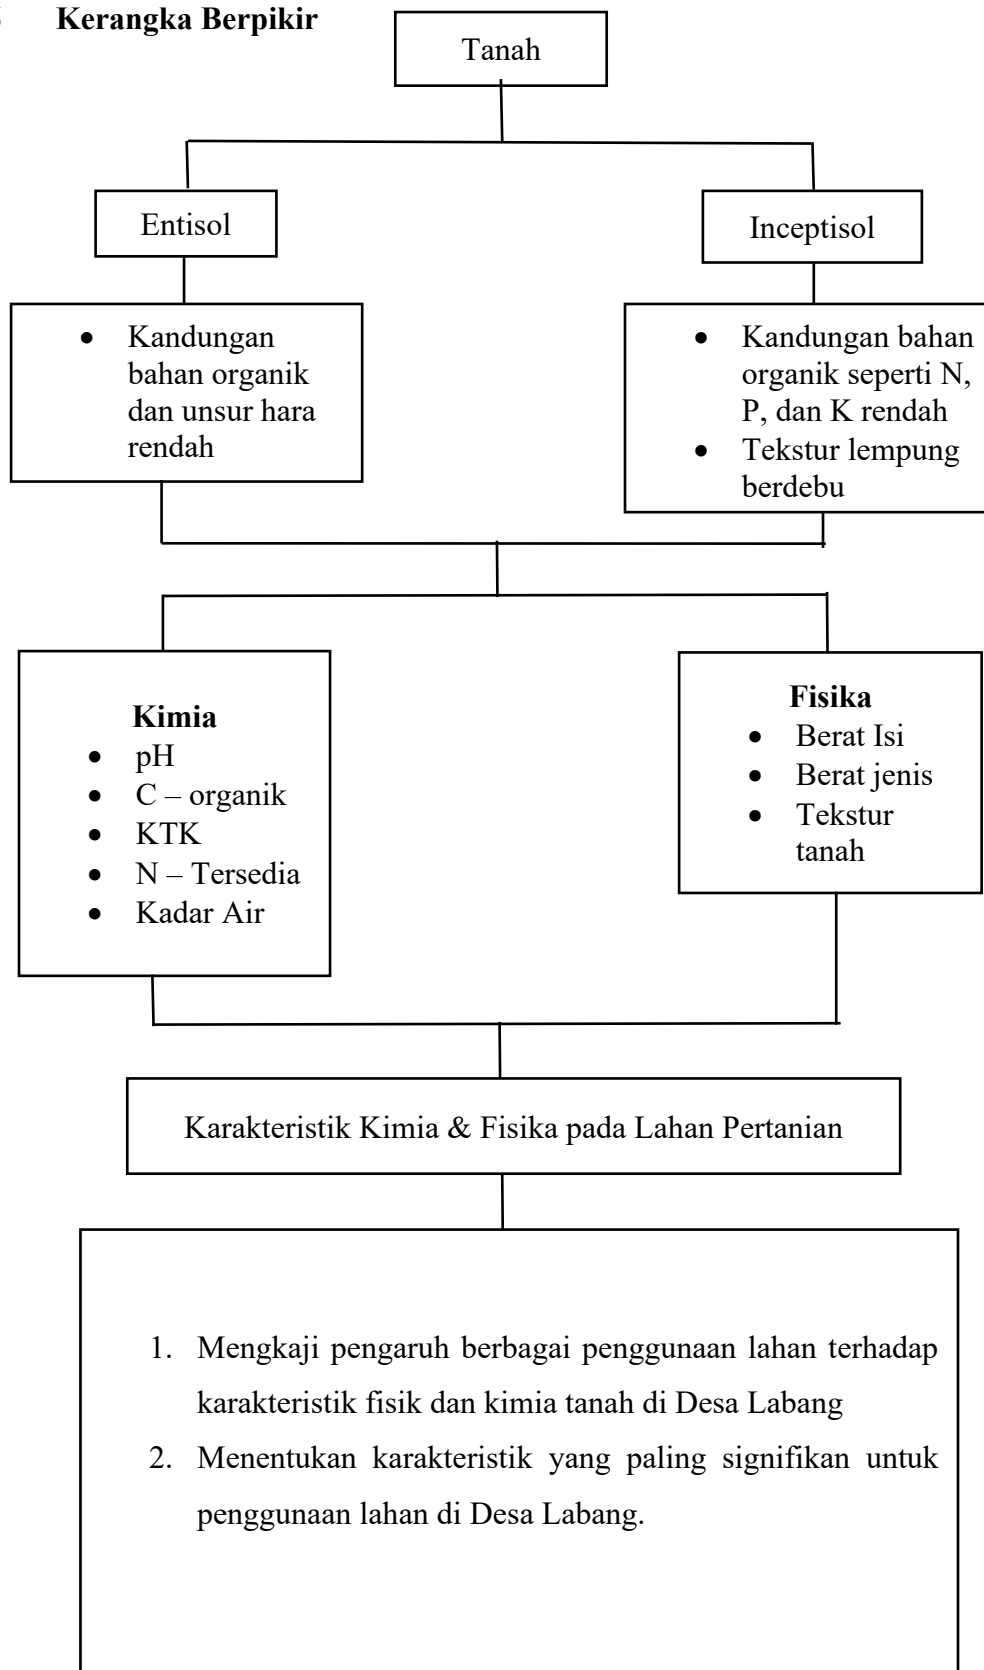 Kerangka Berpikir
Tanah
Entisol
Inceptisol
• Kandungan
bahan organik
dan unsur hara
rendah
• Kandungan bahan
organik seperti N,
P, dan K rendah
• Tekstur lempung
berdebu
Kimia
• pH
• C – organik
• KTK
• N – Tersedia
• Kadar Air
Fisika
• Berat Isi
• Berat jenis
• Tekstur
tanah
Karakteristik Kimia & Fisika pada Lahan Pertanian
1. Mengkaji pengaruh berbagai penggunaan lahan terhadap
karakteristik fisik dan kimia tanah di Desa Labang
2. Menentukan karakteristik yang paling signifikan untuk
penggunaan lahan di Desa Labang.